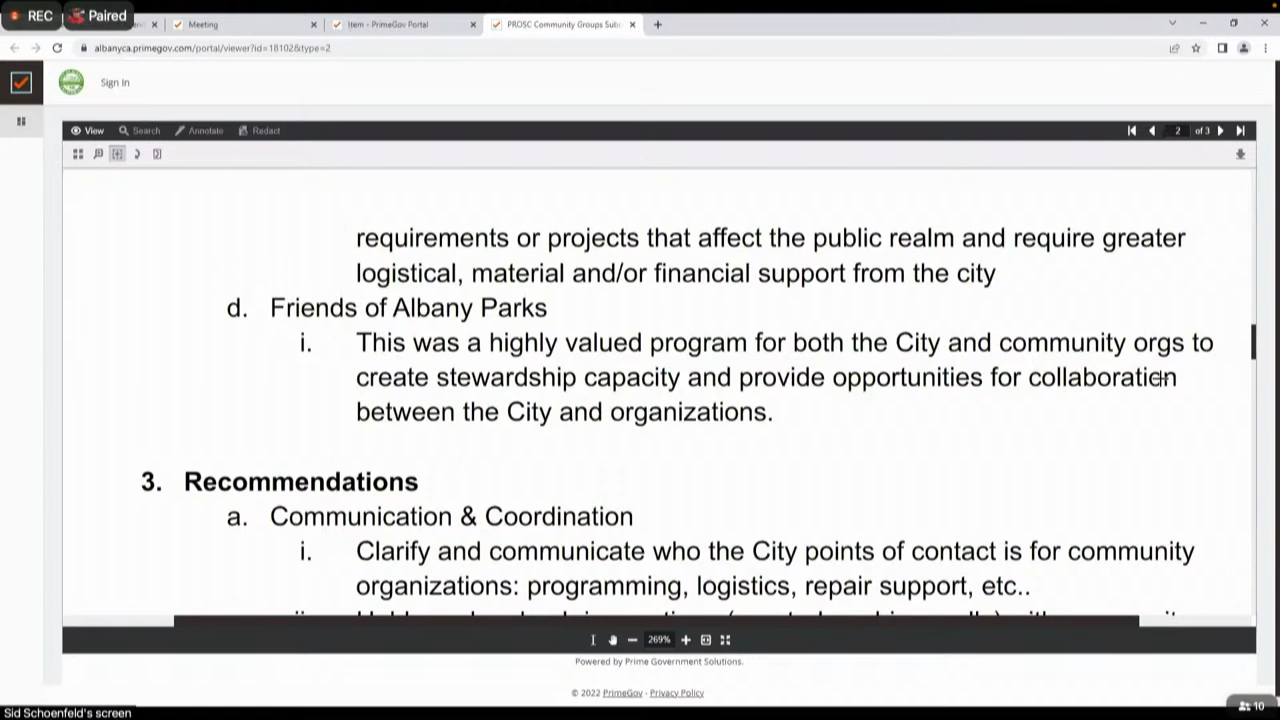 REC
Paired
Meeting
Item - PrimeGov Portal
PROSC Community Groups Sub
albanyca.primegov.com/portal/viewer?id=18102&type=2
Sign In
View Search Annotate Redact
2 of 3
requirements or projects that affect the public realm and require greater
logistical, material and/or financial support from the city
d. Friends of Albany Parks
i. This was a highly valued program for both the City and community orgs to
create stewardship capacity and provide opportunities for collaboration
between the City and organizations.
3. Recommendations
a. Communication & Coordination
i. Clarify and communicate who the City points of contact is for community
organizations: programming, logistics, repair support, etc..
269%
Powered by Prime Government Solutions.
© 2022 PrimeGov - Privacy Policy
Sid Schoenfeld's screen
10